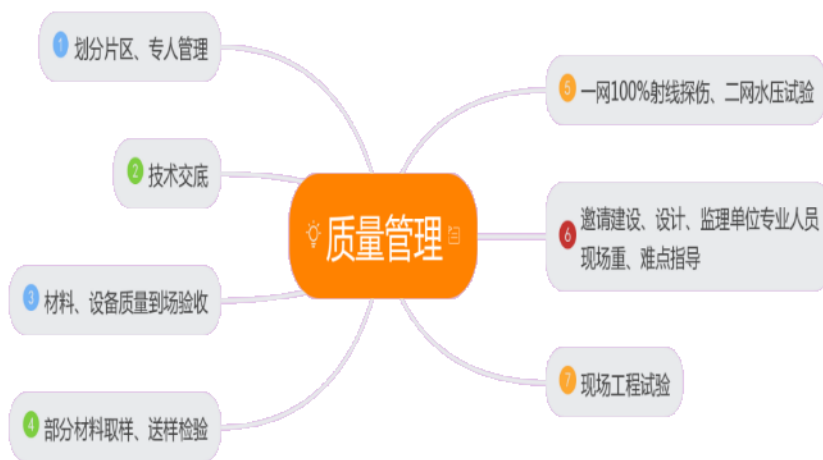 质量管理
1 划分片区、专人管理
2 技术交底
3 材料、设备质量到场验收
4 部分材料取样、送样检验
5 一网100%射线探伤、二网水压试验
6 邀请建设、设计、监理单位专业人员
现场重、难点指导
7 现场工程试验